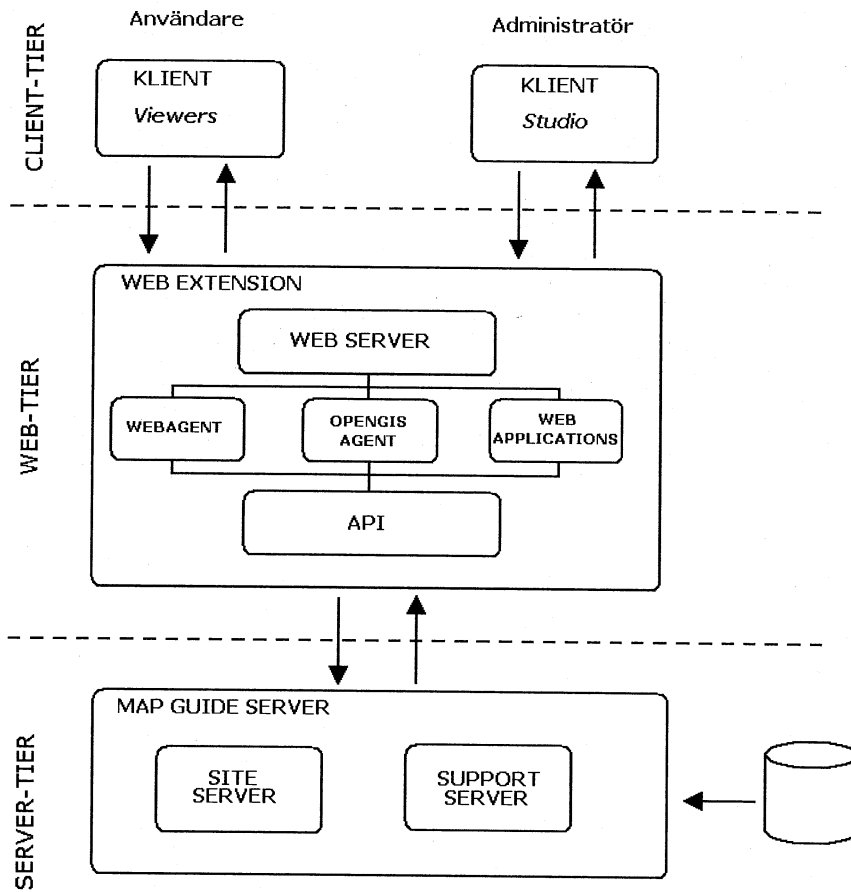 Användare
Administratör
CLIENT-TIER
KLIENT
Viewers
KLIENT
Studio
WEB-TIER
WEB EXTENSION
WEB SERVER
WEBAGENT
OPENGIS
AGENT
WEB
APPLICATIONS
API
SERVER-TIER
MAP GUIDE SERVER
SITE
SERVER
SUPPORT
SERVER